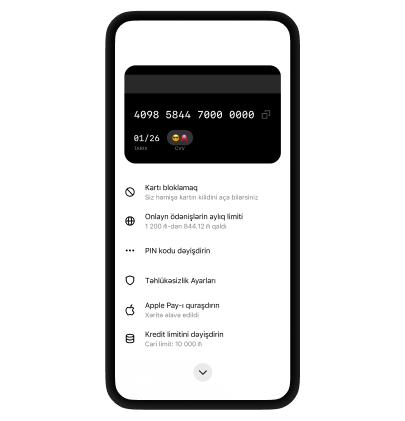 4098 5844 7000 0000
01/26
TARİX CVV
Kartı bloklamaq
Siz həmişə kartın kilidini aça bilərsiniz
Onlayn ödənişlərin aylıq limiti
1 200 ₼-dən 844.12 ₼ qaldı
PIN kodu dəyişdirin
Təhlükəsizlik Ayarları
Apple Pay-ı quraşdırın
Xəritə əlavə edildi
Kredit limitini dəyişdirin
Cari limit: 10 000 ₼